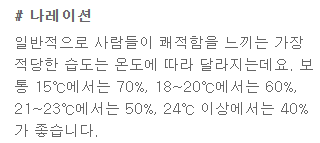 # 나레이션
일반적으로 사람들이 쾌적함을 느끼는 가장
적당한 습도는 온도에 따라 달라지는데요. 보
통 15℃에서는 70%, 18~20℃에서는 60%,
21~23℃에서는 50%, 24℃ 이상에서는 40%
가 좋습니다.